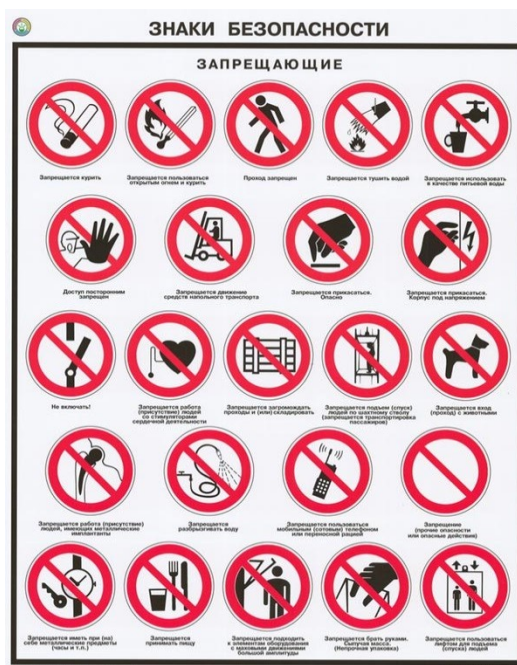 ЗНАКИ БЕЗОПАСНОСТИ
ЗАПРЕЩАЮЩИЕ
Запрещается курить
Запрещается пользоваться
открытым огнем и курить
Проход запрещен
Запрещается тушить водой
Запрещается использовать
в качестве питьевой воды
Доступ посторонним
запрещен
Запрещается движение
средств напольного транспорта
Запрещается прикасаться.
Опасно
Запрещается прикасаться.
Корпус под напряжением
Не включать!
Запрещается работа
(присутствие) людей
со стимуляторами
сердечной деятельности
Запрещается загромождать
проходы и (или) складировать
Запрещается подъем (спуск)
людей по шахтному стволу
(запрещается транспортировка
пассажиров)
Запрещается вход
(проход) с животными
Запрещается работа (присутствие)
людей, имеющих металлические
имплантанты
Запрещается
разбрызгивать воду
Запрещается пользоваться
мобильным (сотовым) телефоном
или переносной рацией
Запрещение
(прочие опасности
или опасные действия)
Запрещается иметь при (на)
себе металлические предметы
(часы и т.п.)
Запрещается
принимать пищу
Запрещается подходить
к элементам оборудования
с маховыми движениями
большой амплитуды
Запрещается брать руками.
Сыпучая масса.
(Непрочная упаковка)
Запрещается пользоваться
лифтом для подъема
(спуска) людей